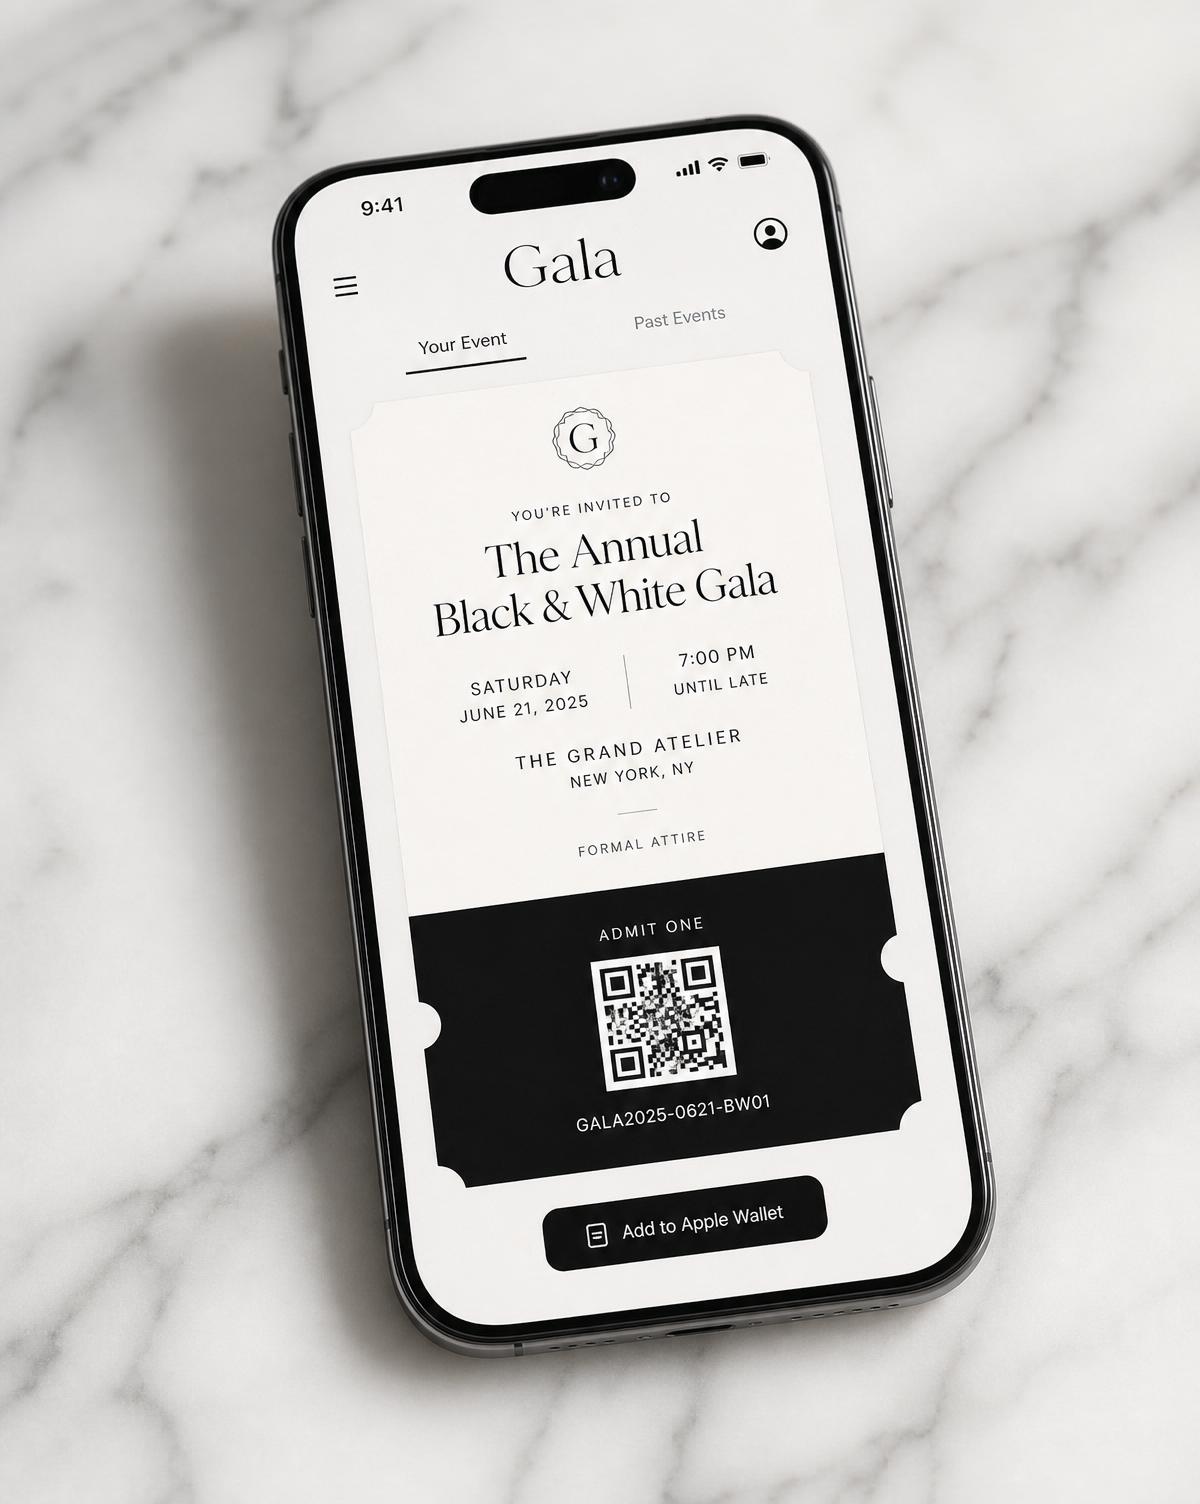 9:41
Gala
Your Event
Past Events
G
YOU'RE INVITED TO
The Annual
Black & White Gala
SATURDAY
JUNE 21, 2025
7:00 PM
UNTIL LATE
THE GRAND ATELIER
NEW YORK, NY
FORMAL ATTIRE
ADMIT ONE
GALA2025-0621-BW01
Add to Apple Wallet